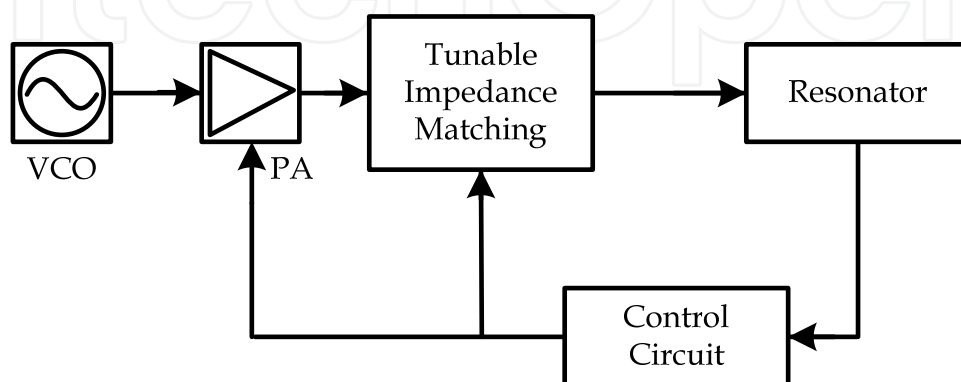 Tunable
Impedance
Matching
Resonator
VCO
PA
Control
Circuit